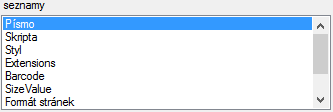 seznamy
Písmo
Skripta
Styl
Extensions
Barcode
SizeValue
Formát stránek